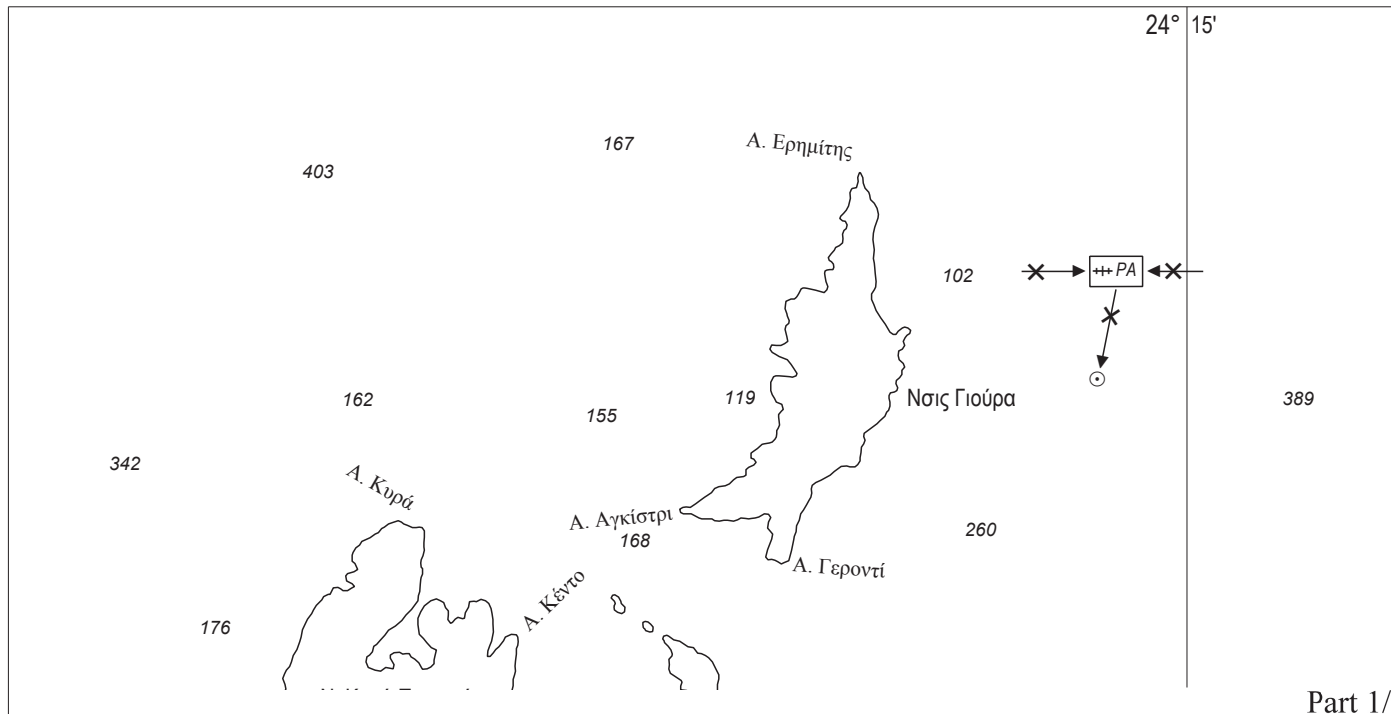 24° 15'
167
Α. Ερημίτης
403
102
PA
162
155
119
Νσις Γιούρα
389
342
Α. Κυρά
Α. Αγκίστρι
168
260
Α. Γεροντί
Α. Κέντο
176
Part 1/